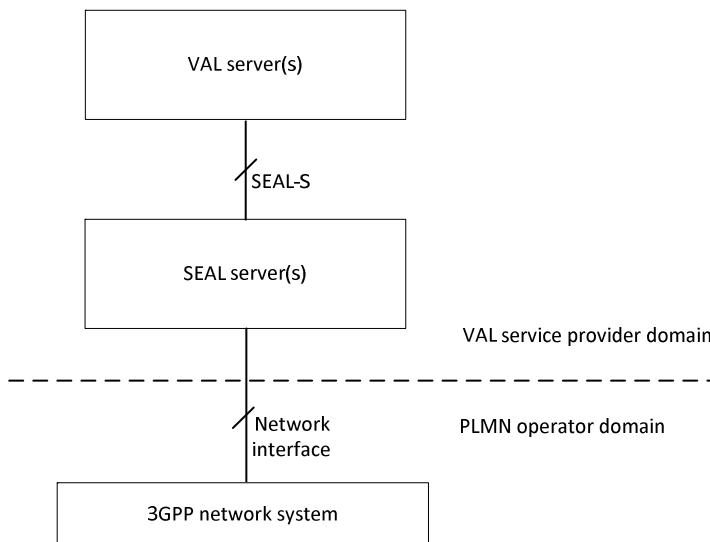 VAL server(s)
SEAL-S
SEAL server(s)
VAL service provider domain
Network
interface
PLMN operator domain
3GPP network system